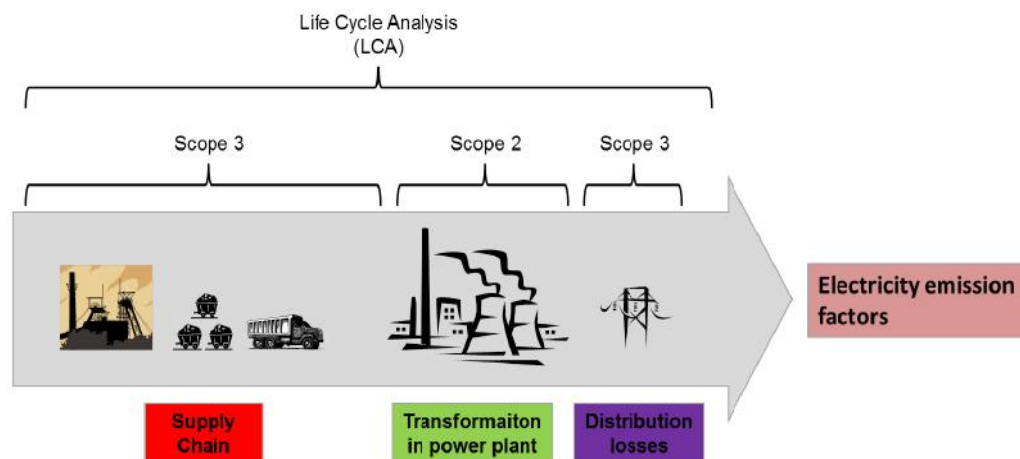 Life Cycle Analysis
(LCA)
Scope 3
Scope 2
Scope 3
Electricity emission
factors
Supply
Chain
Transformaiton
in power plant
Distribution
losses